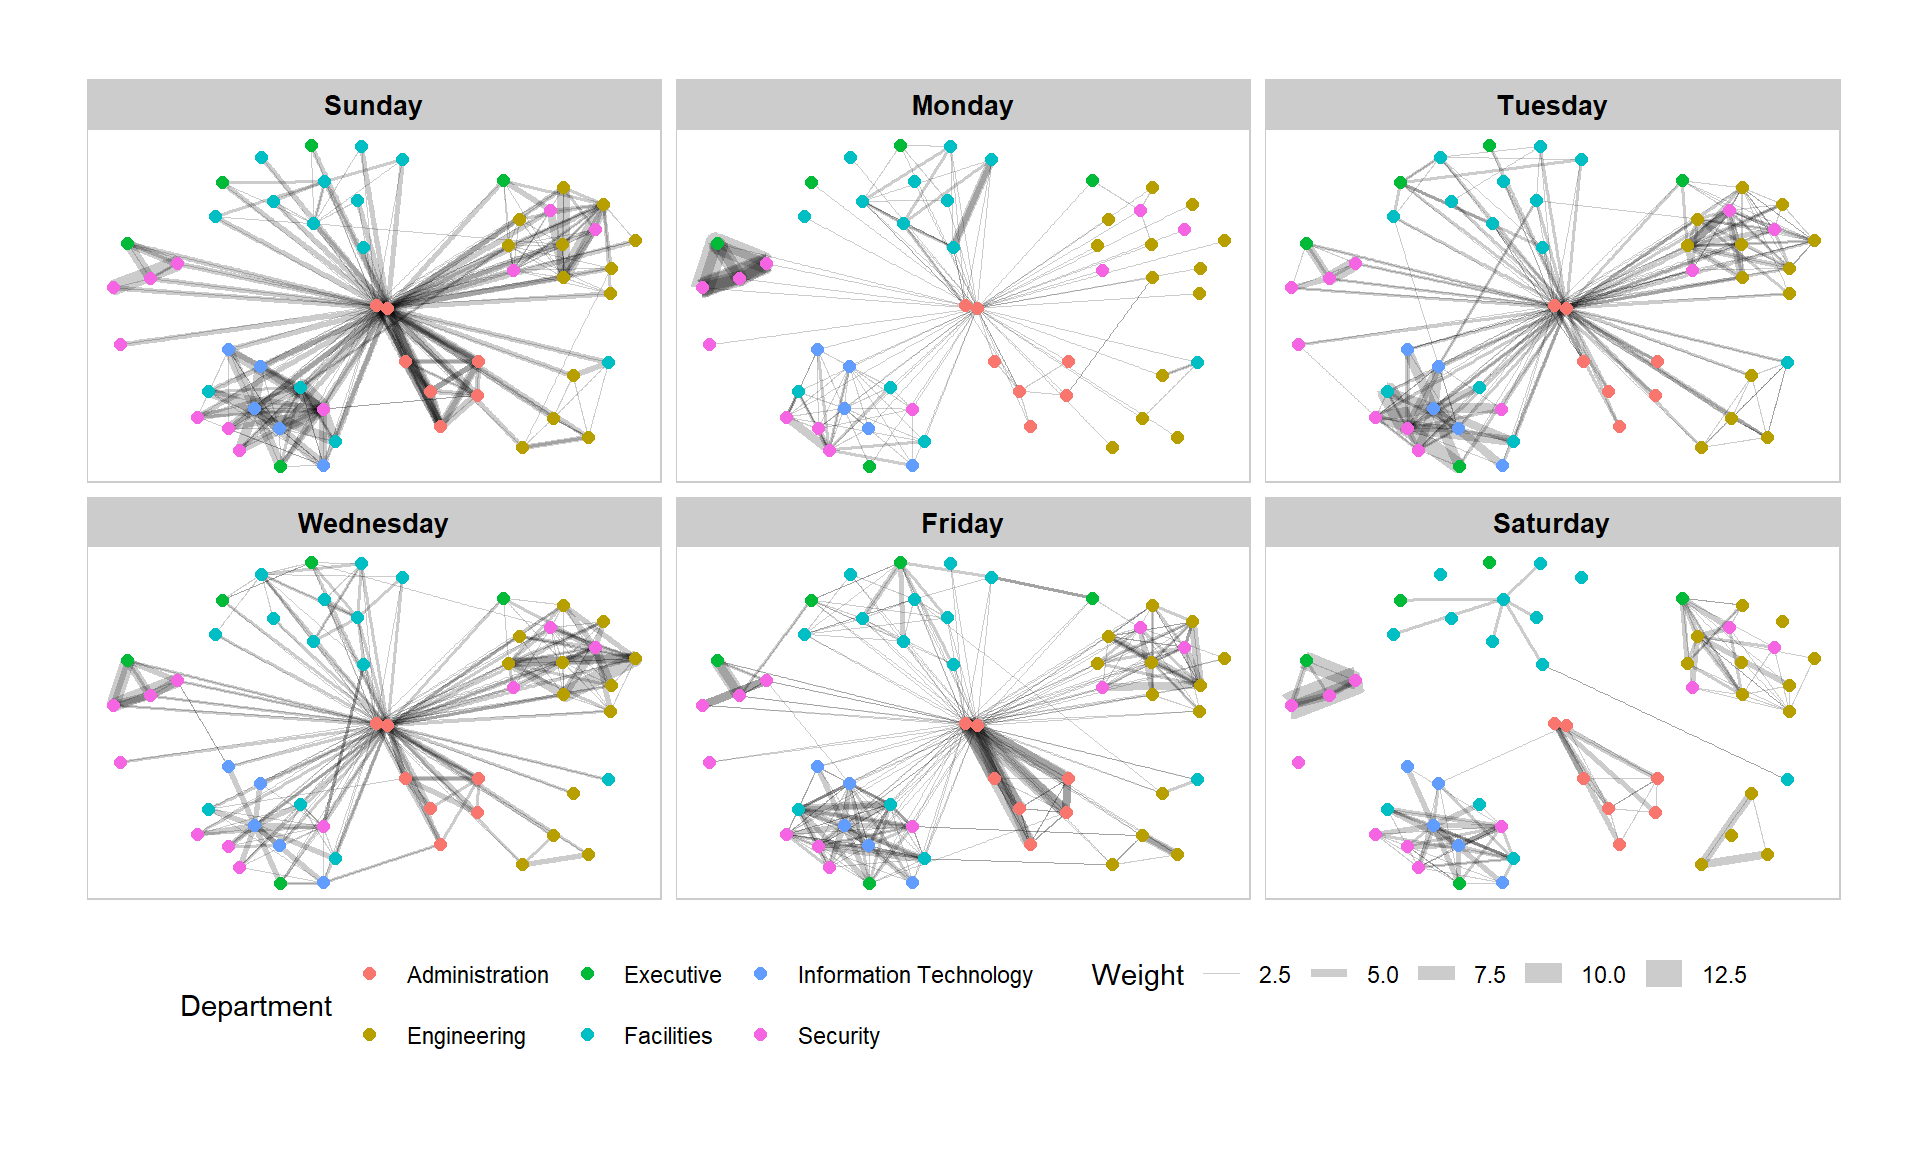 Sunday
Monday
Tuesday
Wednesday
Friday
Saturday
Department
Administration
Executive
Information Technology
Engineering
Facilities
Security
Weight
2.5
5.0
7.5
10.0
12.5